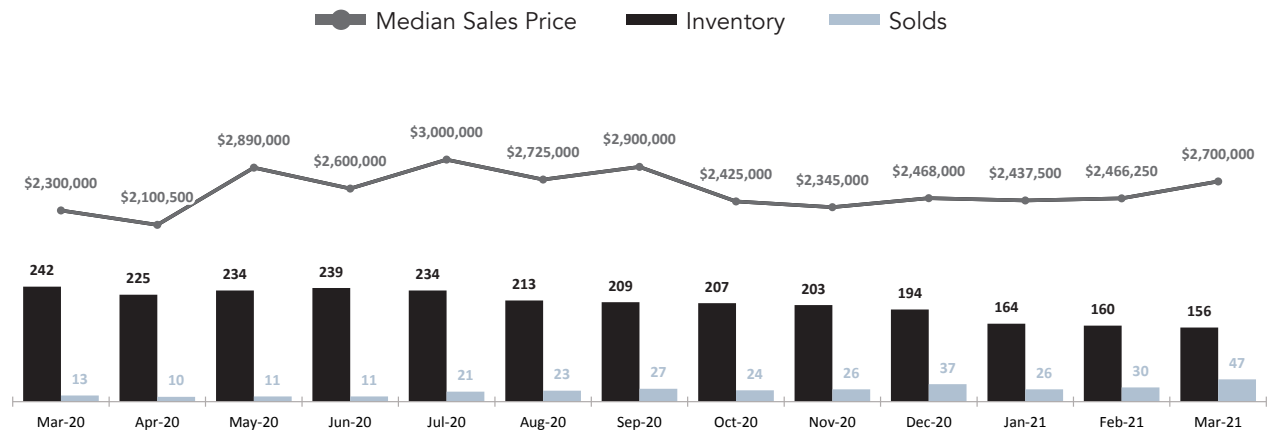 Median Sales Price Inventory Solds
$2,300,000 $2,100,500 $2,890,000 $2,600,000 $3,000,000 $2,725,000 $2,900,000 $2,425,000 $2,345,000 $2,468,000 $2,437,500 $2,466,250 $2,700,000
242 225 234 239 234 213 209 207 203 194 164 160 156
13 10 11 11 21 23 27 24 26 37 26 30 47
Mar-20 Apr-20 May-20 Jun-20 Jul-20 Aug-20 Sep-20 Oct-20 Nov-20 Dec-20 Jan-21 Feb-21 Mar-21